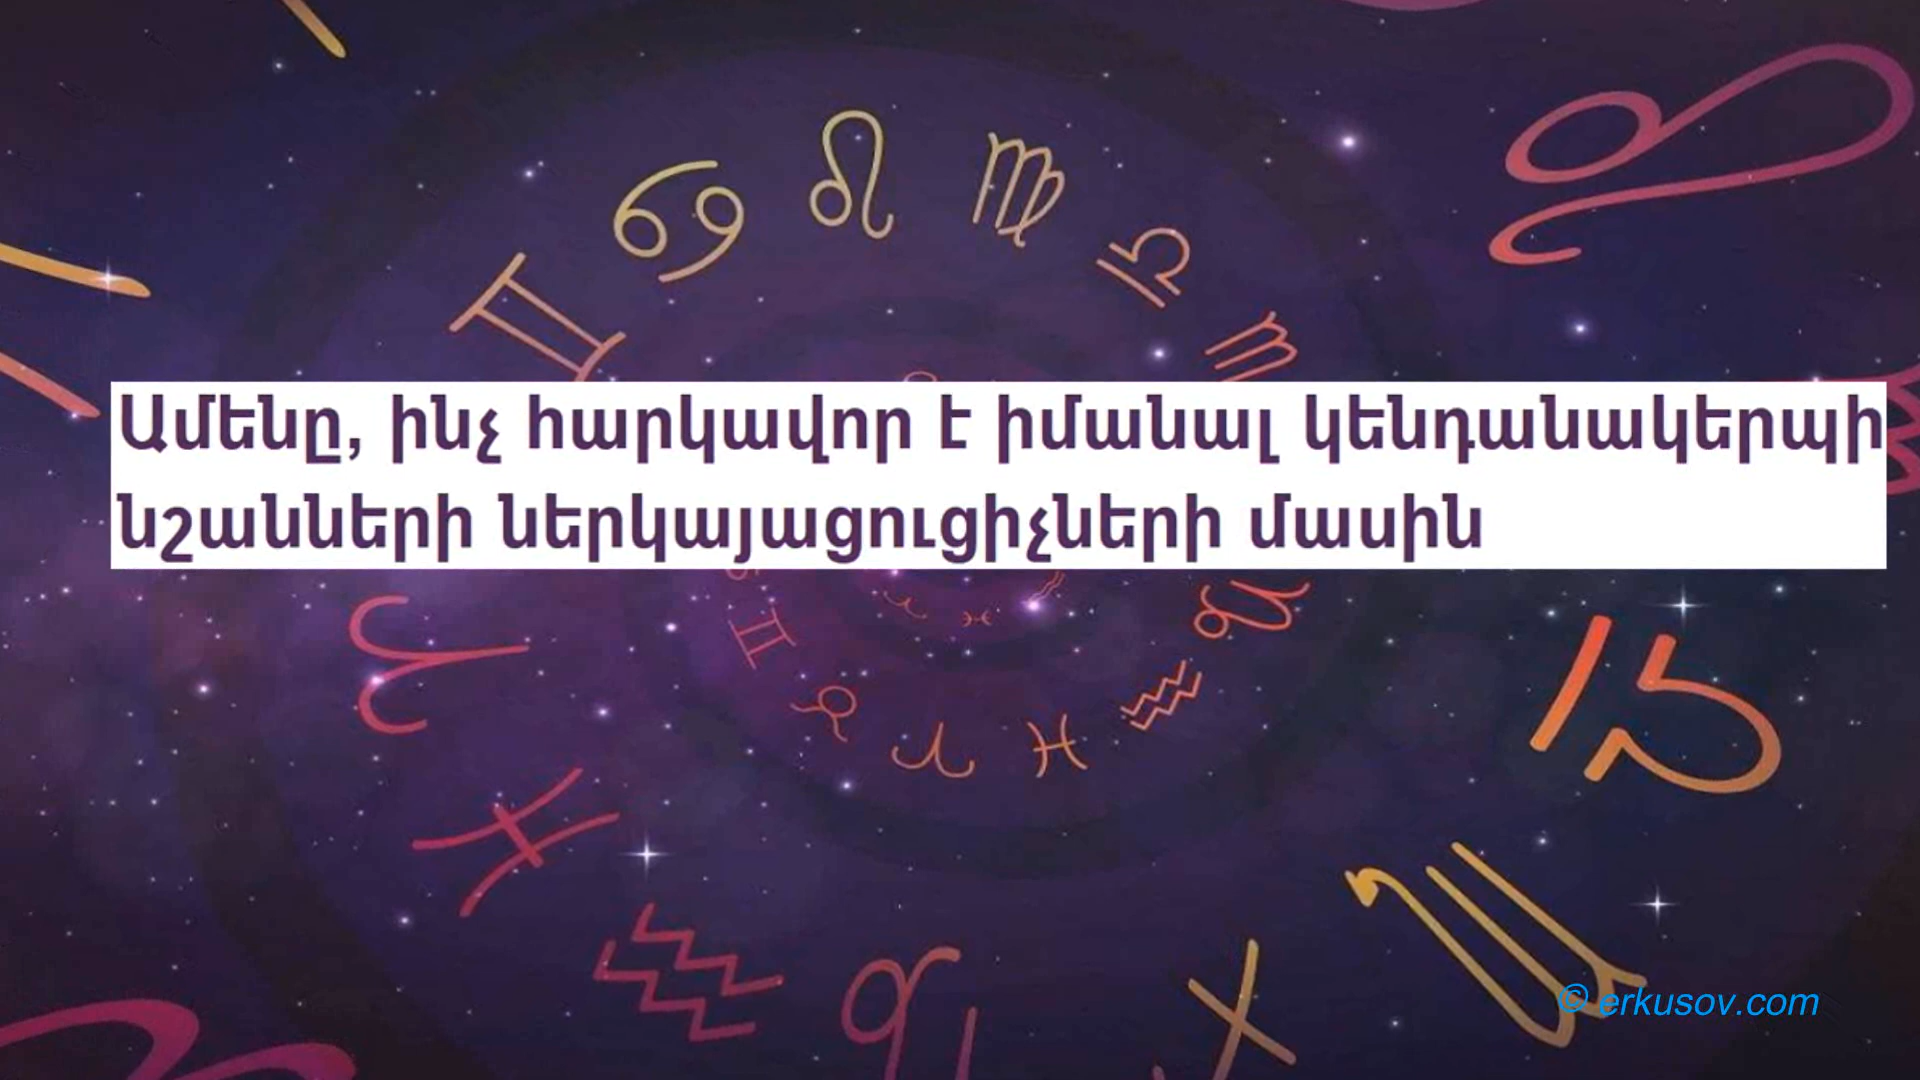 Ամենը, ինչ հարկավոր է իմանալ կենդանակերպի
նշանների ներկայացուցիչների մասին
© erkusov.com